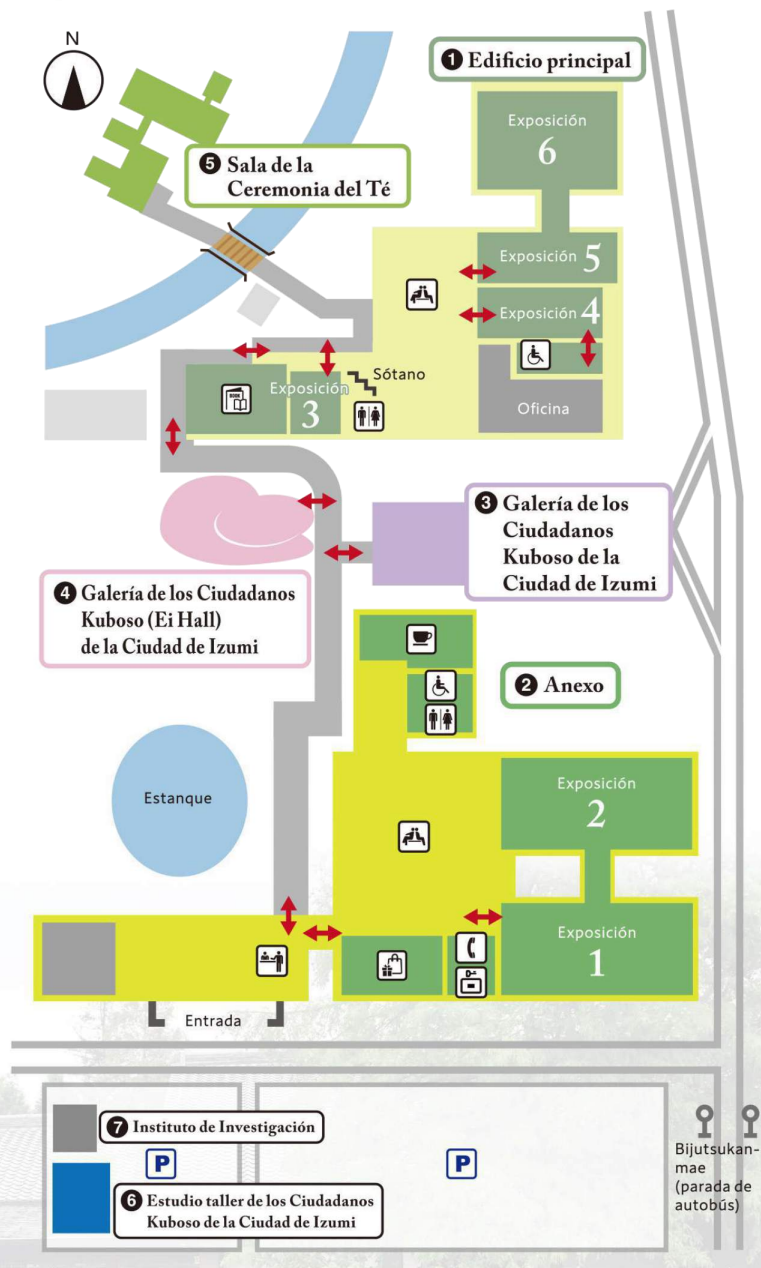 N
❶ Edificio principal
Exposición
6
❺ Sala de la
Ceremonia del Té
Exposición 5
Exposición 4
Sótano
BOOK
Exposición
3
Oficina
❸ Galería de los
Ciudadanos
Kuboso de la
Ciudad de Izumi
❹ Galería de los Ciudadanos
Kuboso (Ei Hall)
de la Ciudad de Izumi
❷ Anexo
Estanque
Exposición
2
Exposición
1
Entrada
❼ Instituto de Investigación
P
P
❻ Estudio taller de los Ciudadanos
Kuboso de la Ciudad de Izumi
Bijutsukan-
mae
(parada de
autobús)